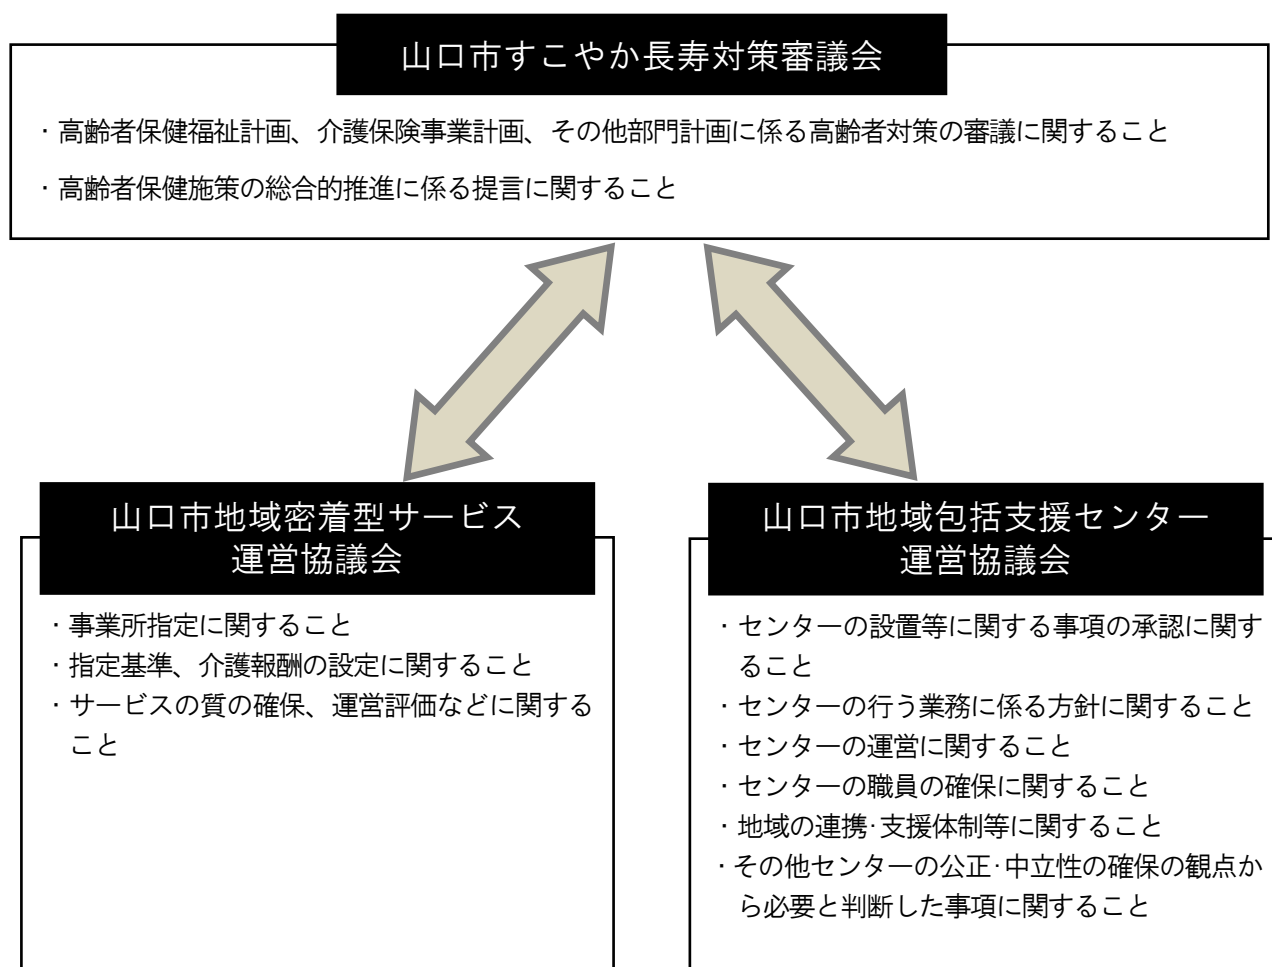 山口市すこやか長寿対策審議会
・高齢者保健福祉計画、介護保険事業計画、その他部門計画に係る高齢者対策の審議に関すること
・高齢者保健施策の総合的推進に係る提言に関すること
山口市地域密着型サービス
運営協議会
・事業所指定に関すること
・指定基準、介護報酬の設定に関すること
・サービスの質の確保、運営評価などに関する
こと
山口市地域包括支援センター
運営協議会
・センターの設置等に関する事項の承認に関す
ること
・センターの行う業務に係る方針に関すること
・センターの運営に関すること
・センターの職員の確保に関すること
・地域の連携・支援体制等に関すること
・その他センターの公正・中立性の確保の観点か
ら必要と判断した事項に関すること